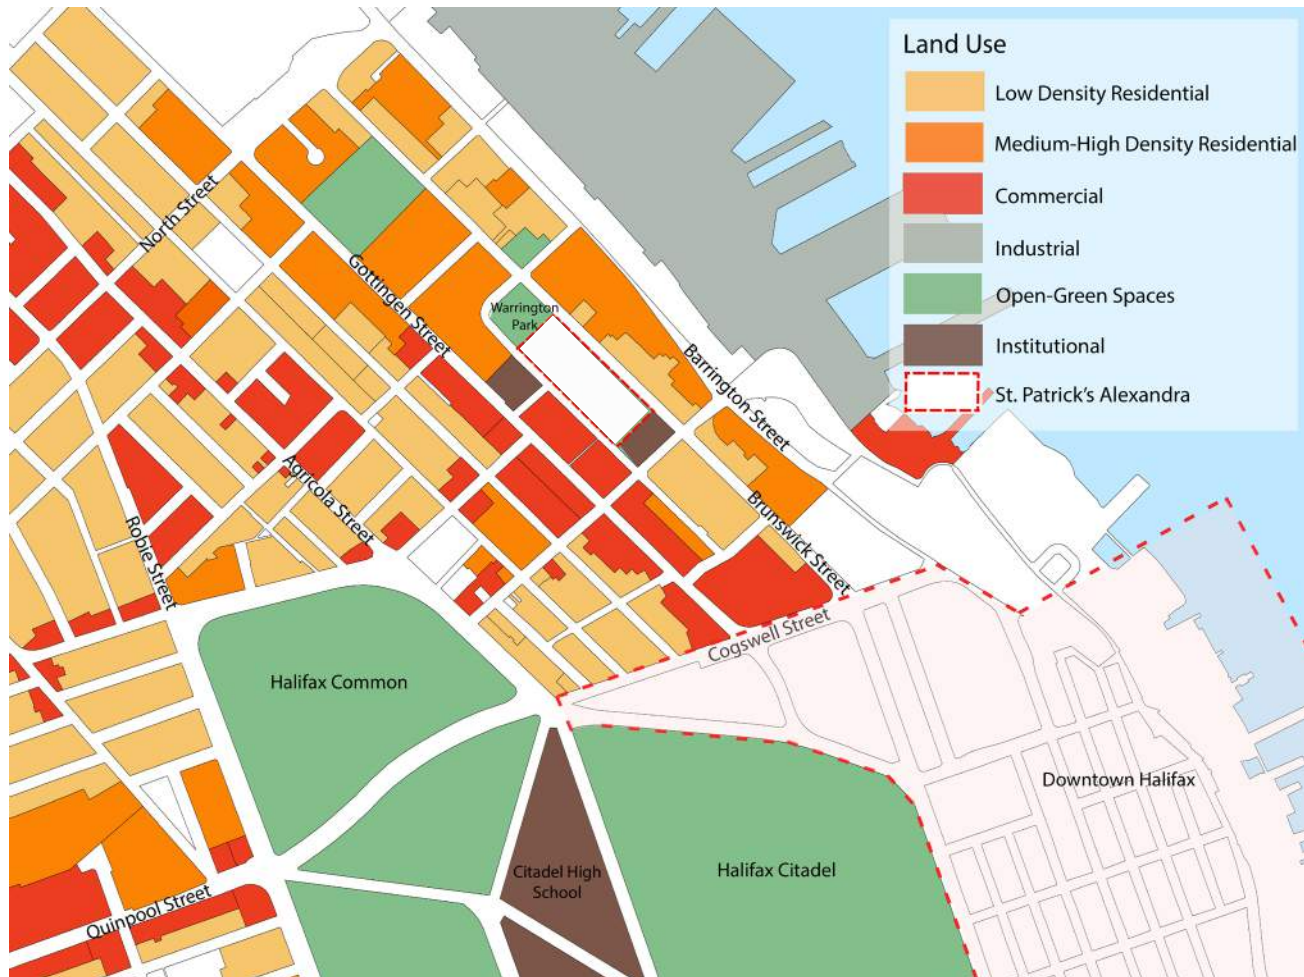 Land Use
Low Density Residential
Medium-High Density Residential
Commercial
Industrial
Open-Green Spaces
Institutional
St. Patrick's Alexandra
North Street
Gottingen Street
Warrington
Park
Barrington Street
Agricola Street
Robie Street
Brunswick Street
Cogswell Street
Halifax Common
Downtown Halifax
Citadel High
School
Halifax Citadel
Quinpool Street